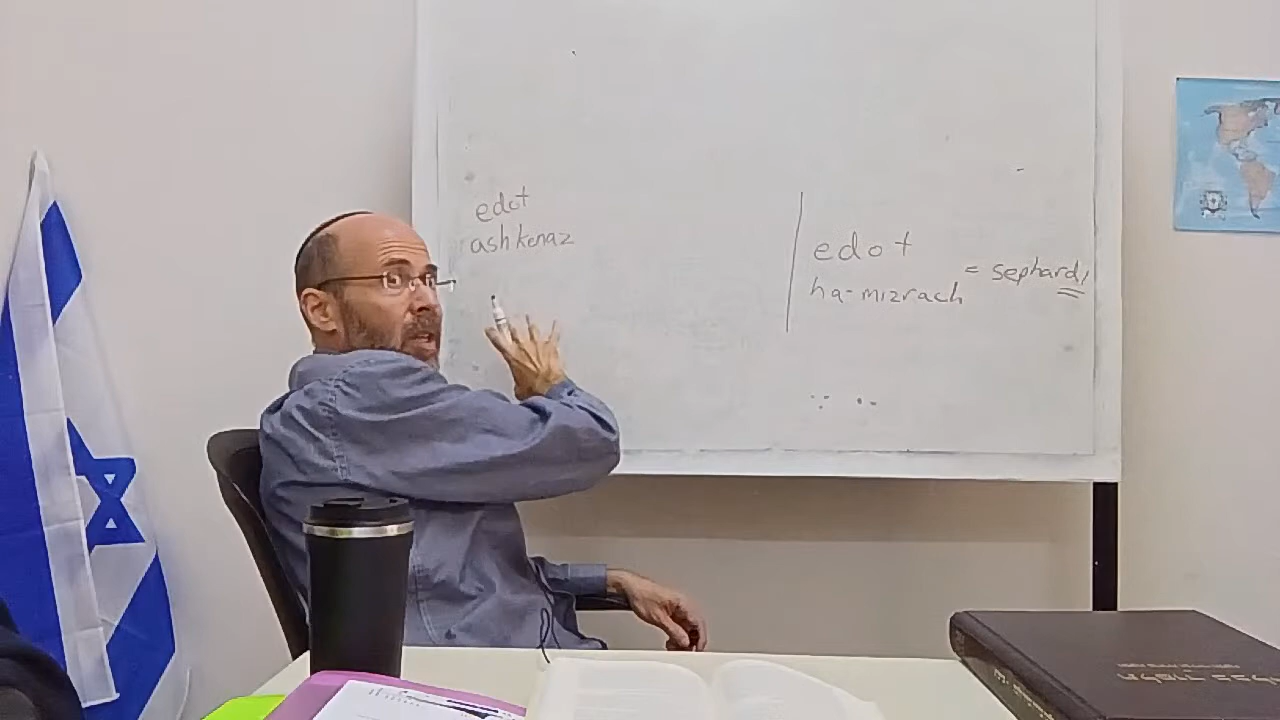 edot
ashkenaz
edot
ha-mizrach
= sephardi